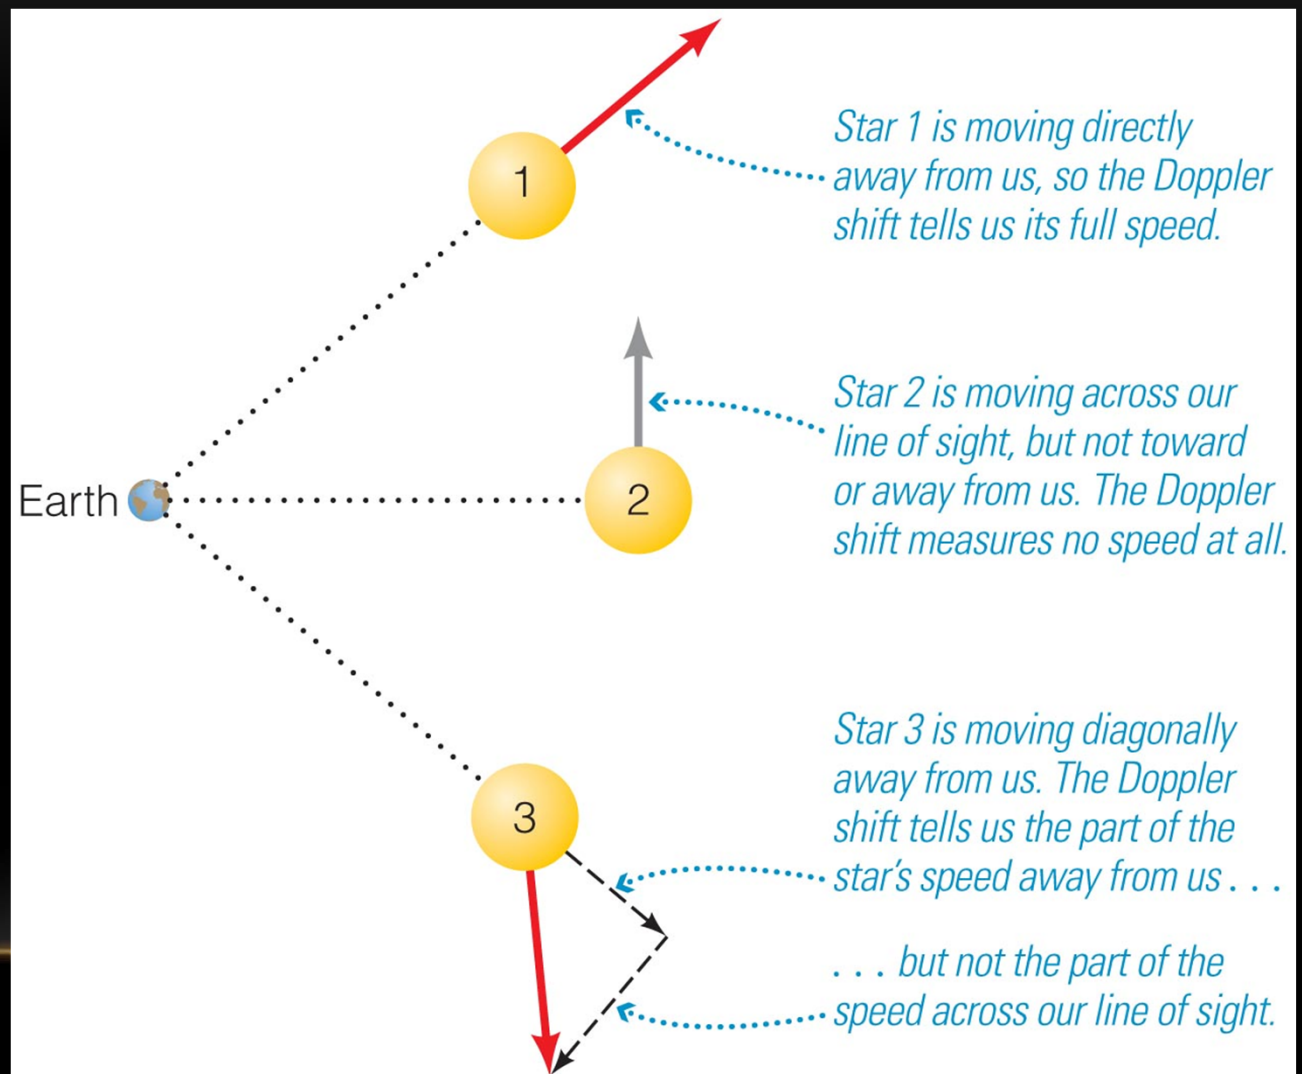 1
Star 1 is moving directly
away from us, so the Doppler
shift tells us its full speed.
Star 2 is moving across our
line of sight, but not toward
or away from us. The Doppler
shift measures no speed at all.
Earth
2
Star 3 is moving diagonally
away from us. The Doppler
shift tells us the part of the
star's speed away from us . . .
3
. . . but not the part of the
speed across our line of sight.